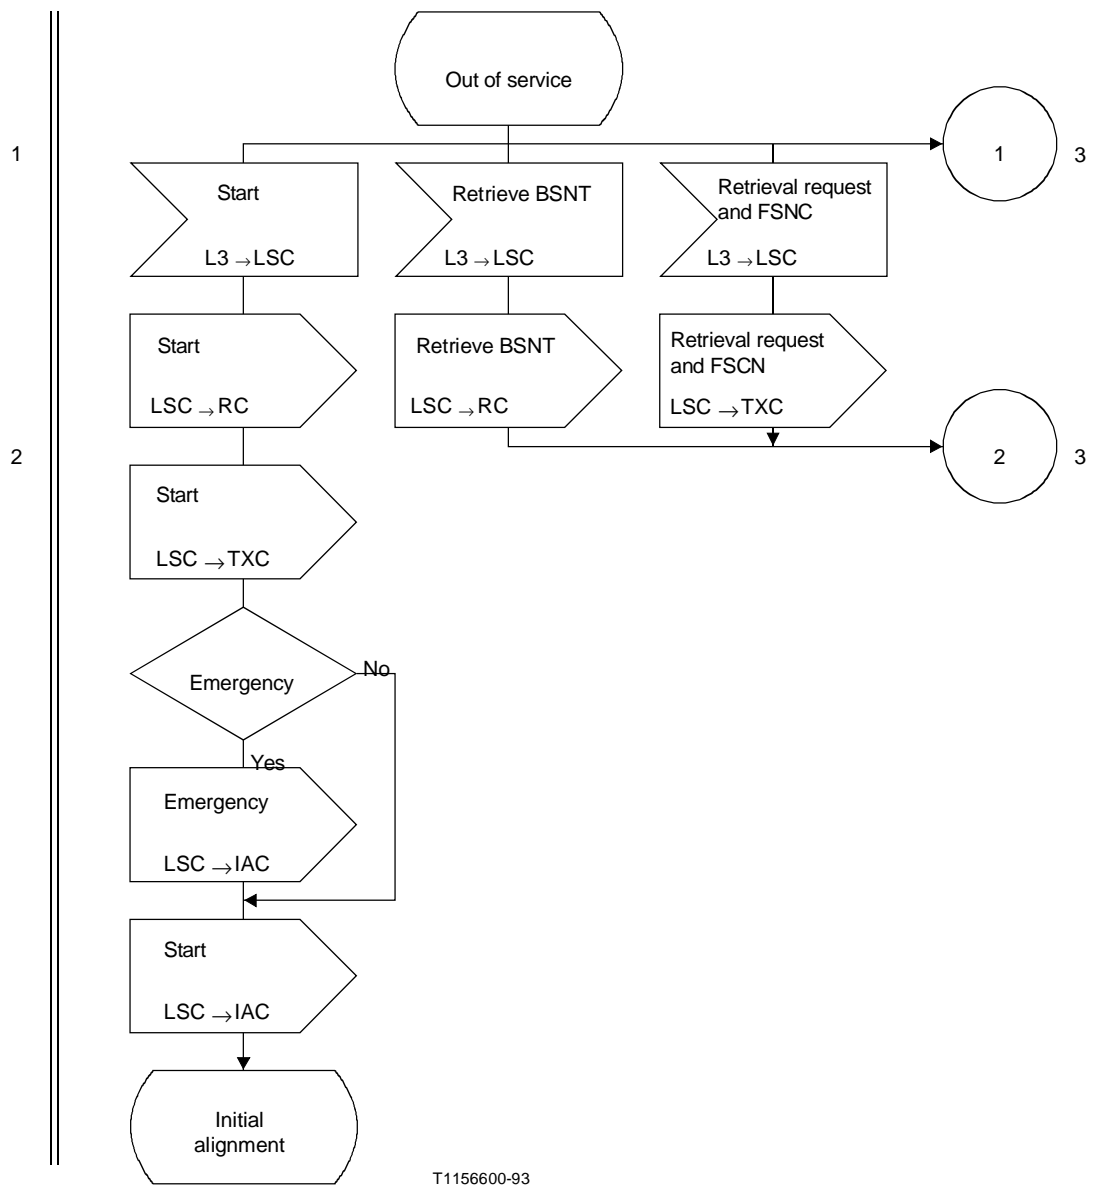 Out of service
1
1
3
Start
L3 → LSC
Retrieve BSNT
L3 → LSC
Retrieval request
and FSNC
L3 → LSC
Start
LSC → RC
Retrieve BSNT
LSC → RC
Retrieval request
and FSCN
LSC → TXC
2
2
3
Start
LSC → TXC
Emergency
No
Yes
Emergency
LSC → IAC
Start
LSC → IAC
Initial
alignment
T1156600-93